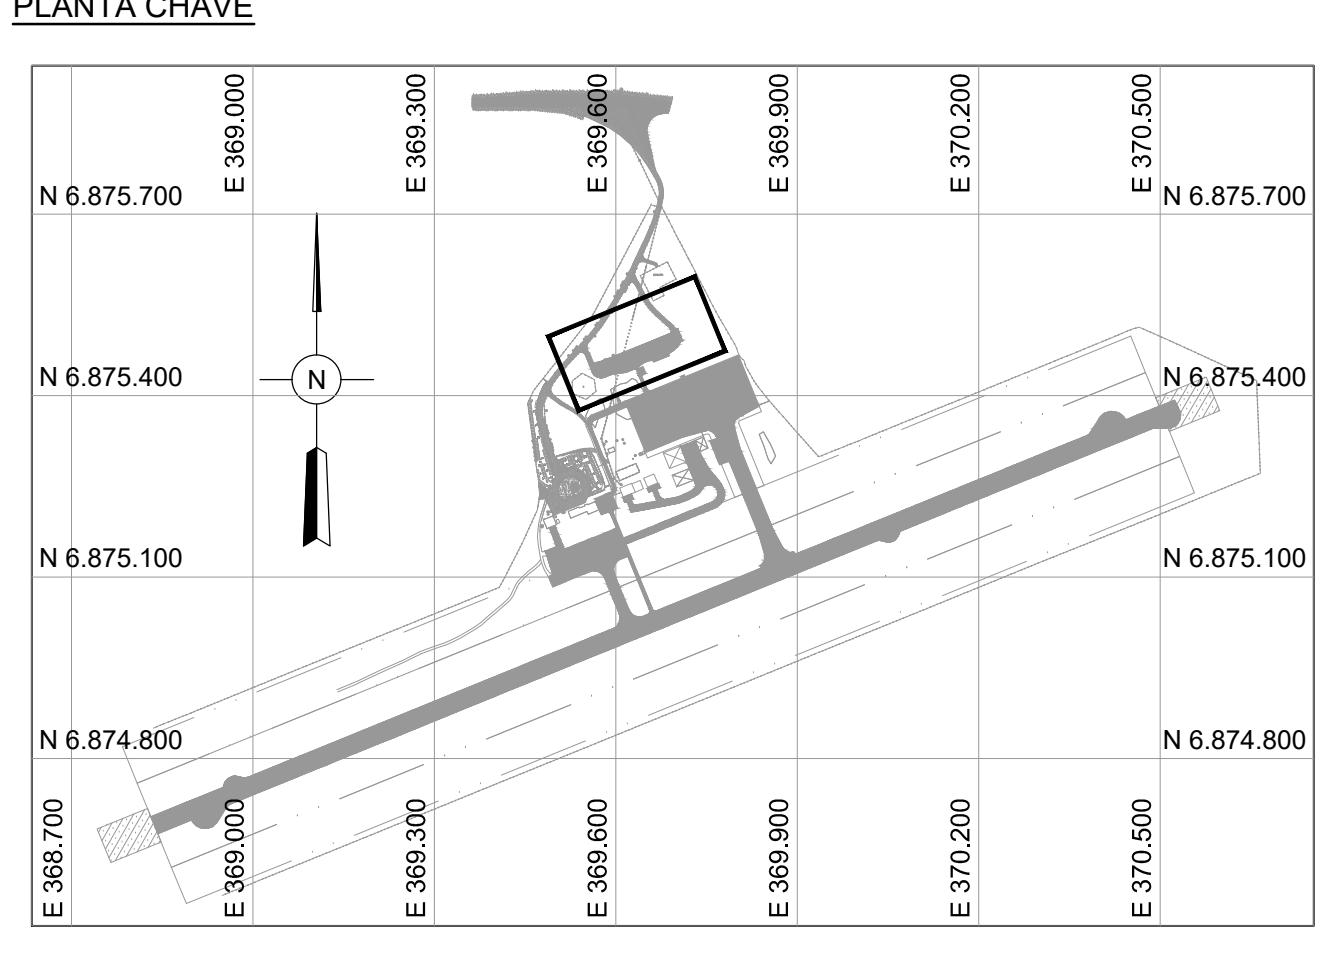 PLANTA CHAVE
E 369.000
E 369.300
E 369.600
E 369.900
E 370.200
E 370.500
N 6.875.700
N 6.875.700
N
N 6.875.400
N 6.875.400
N 6.875.100
N 6.875.100
N 6.874.800
N 6.874.800
E 368.700
E 369.000
E 369.300
E 369.600
E 369.900
E 370.200
E 370.500